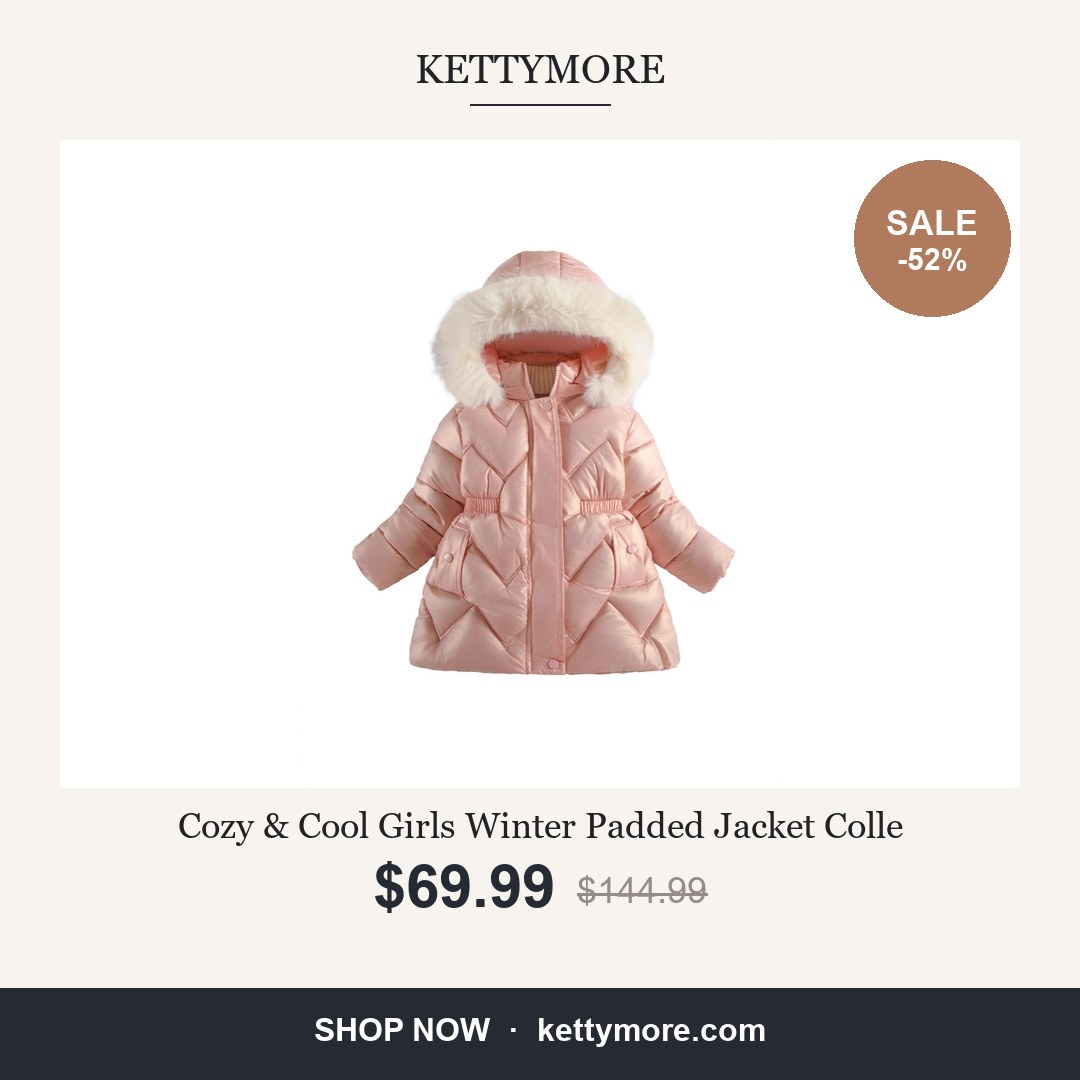 KETTYMORE
SALE
-52%
Cozy & Cool Girls Winter Padded Jacket Colle
$69.99 $144.99
SHOP NOW · kettymore.com